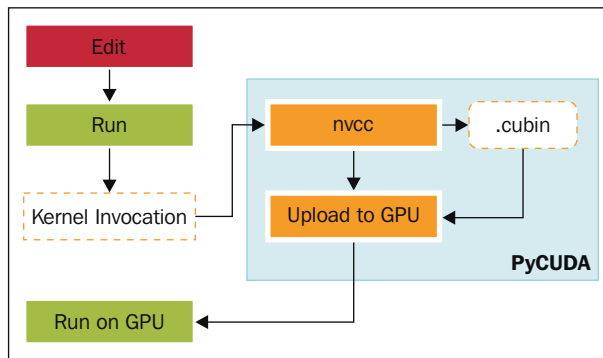 Edit
Run
Kernel Invocation
nvcc
.cubin
Upload to GPU
PyCUDA
Run on GPU